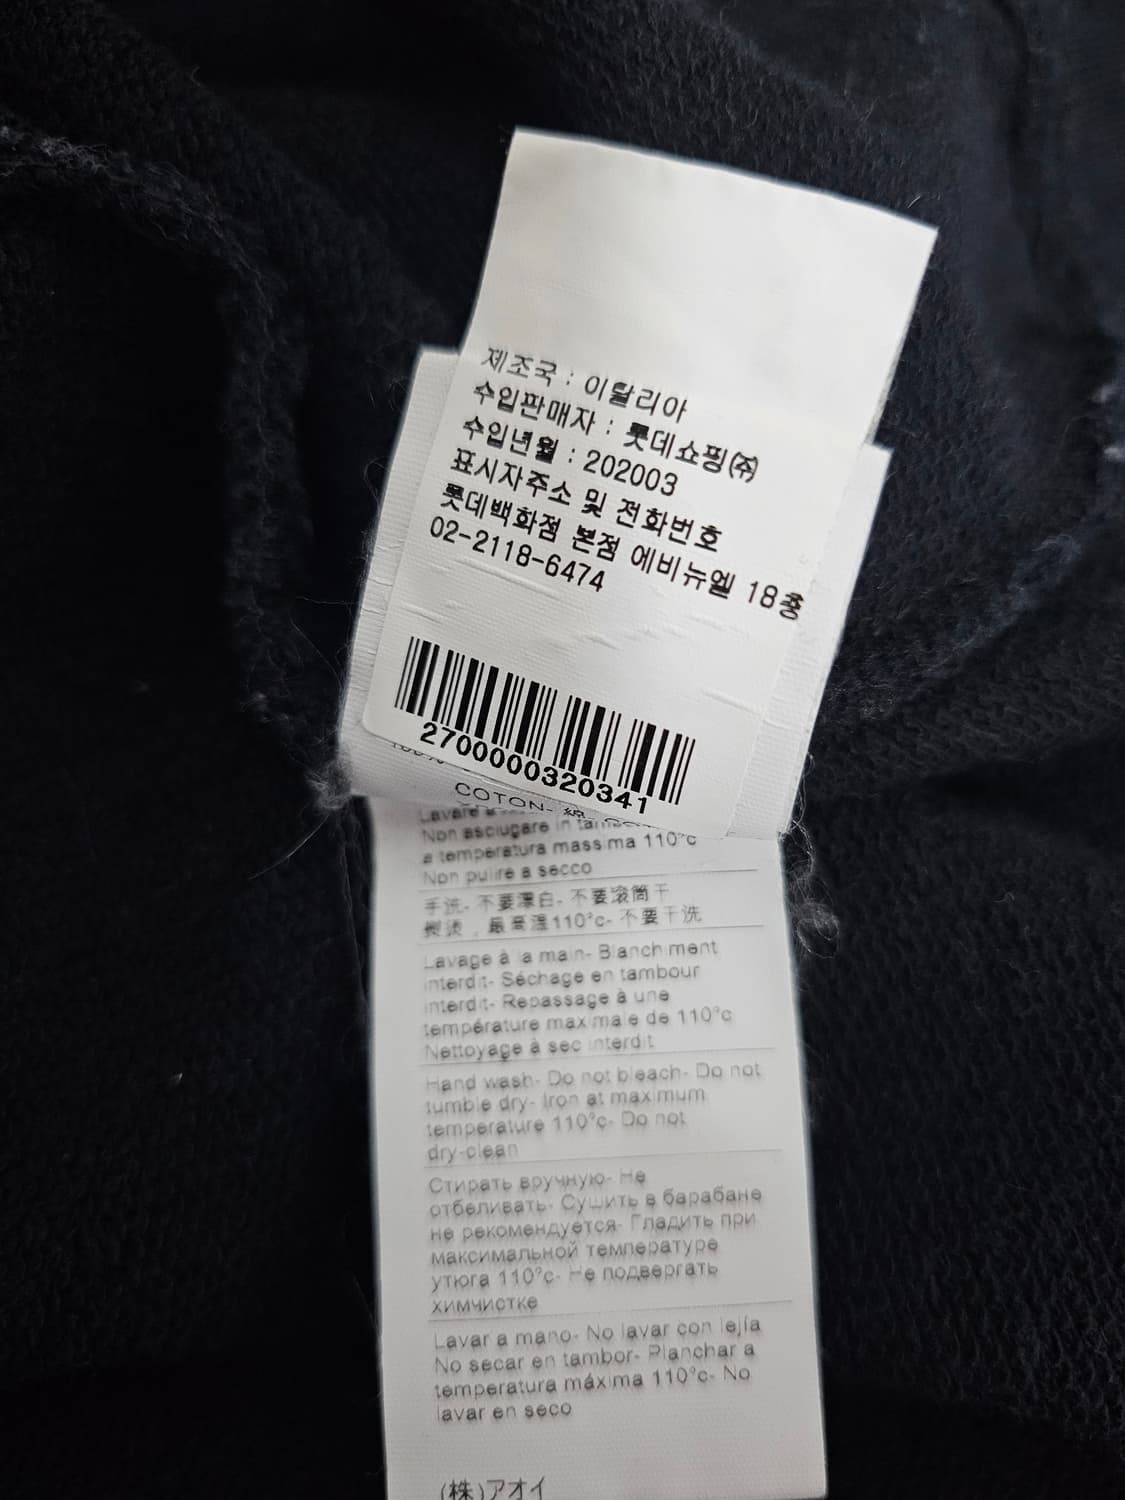 제조국 : 이탈리아
수입판매자 : 롯데쇼핑(주)
수입년월 : 202003
표시자주소 및 전화번호
롯데백화점 본점 에비뉴엘 18층
02-2118-6474
2700000320341
COTON- 綿-
Lavare a
Non asciugare in
a temperatura massima 110°c
Non pulire a secco
手洗- 不要漂白- 不要滚筒干
熨烫，最高温110°c- 不要干洗
Lavage à la main- Blanchiment
interdit- Séchage en tambour
interdit- Repassage à une
température maximale de 110°c
Nettoyage à sec interdit
Hand wash- Do not bleach- Do not
tumble dry- Iron at maximum
temperature 110°c- Do not
dry-clean
Стирать вручную- Не
отбеливать- Сушить в барабане
не рекомендуется- Гладить при
максимальной температуре
утюга 110°c- Не подвергать
химчистке
Lavar a mano- No lavar con lejía
No secar en tambor- Planchar a
temperatura máxima 110°c- No
lavar en seco
(株)アオイ